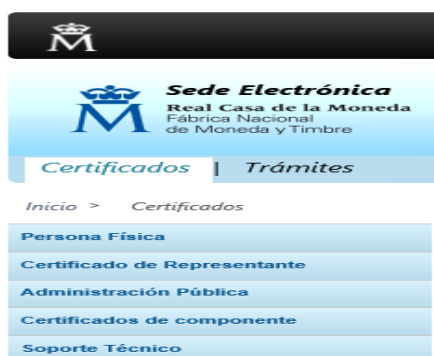 Sede Electrónica
Real Casa de la Moneda
Fábrica Nacional
de Moneda y Timbre
Certificados | Trámites
Inicio > Certificados
Persona Física
Certificado de Representante
Administración Pública
Certificados de componente
Soporte Técnico